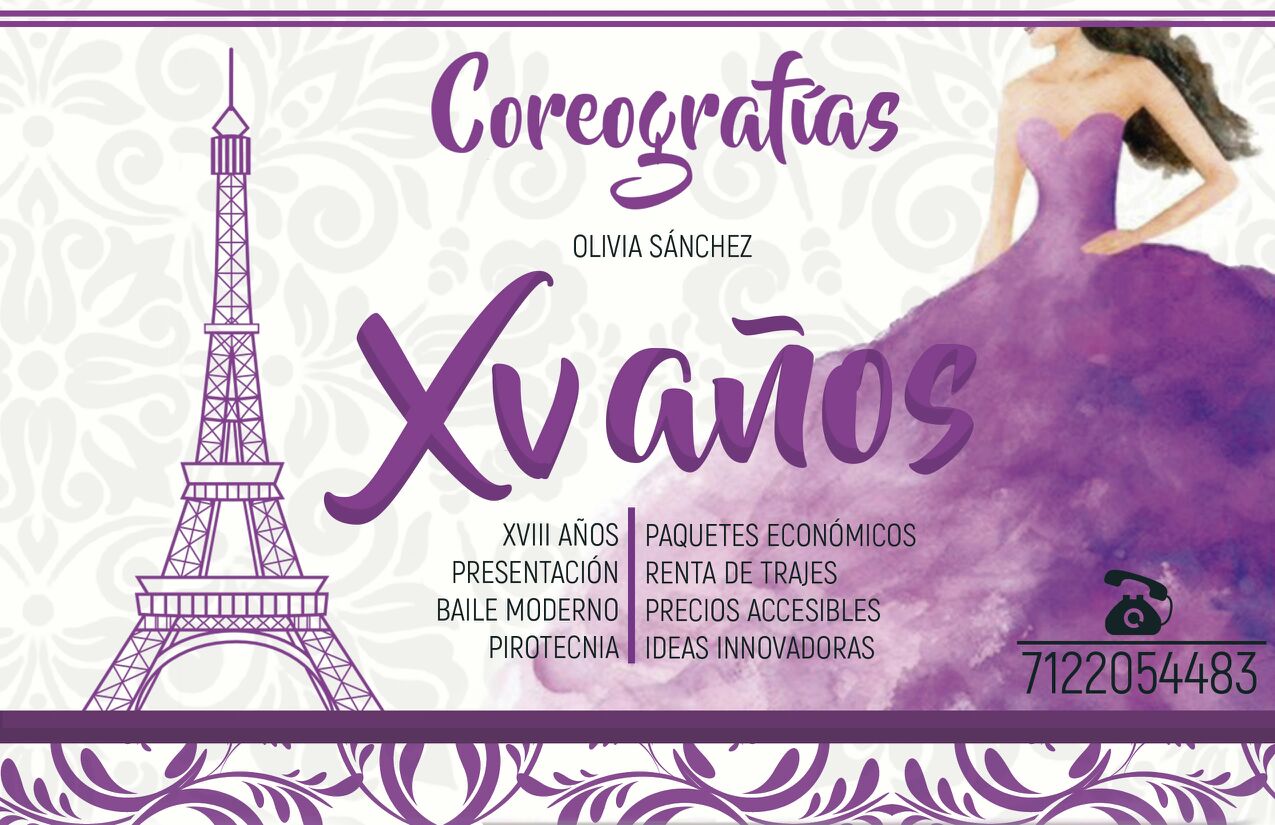 Coreografías
OLIVIA SÁNCHEZ
Xv años
XVIII AÑOS
PRESENTACIÓN
BAILE MODERNO
PIROTECNIA
PAQUETES ECONÓMICOS
RENTA DE TRAJES
PRECIOS ACCESIBLES
IDEAS INNOVADORAS
7122054483